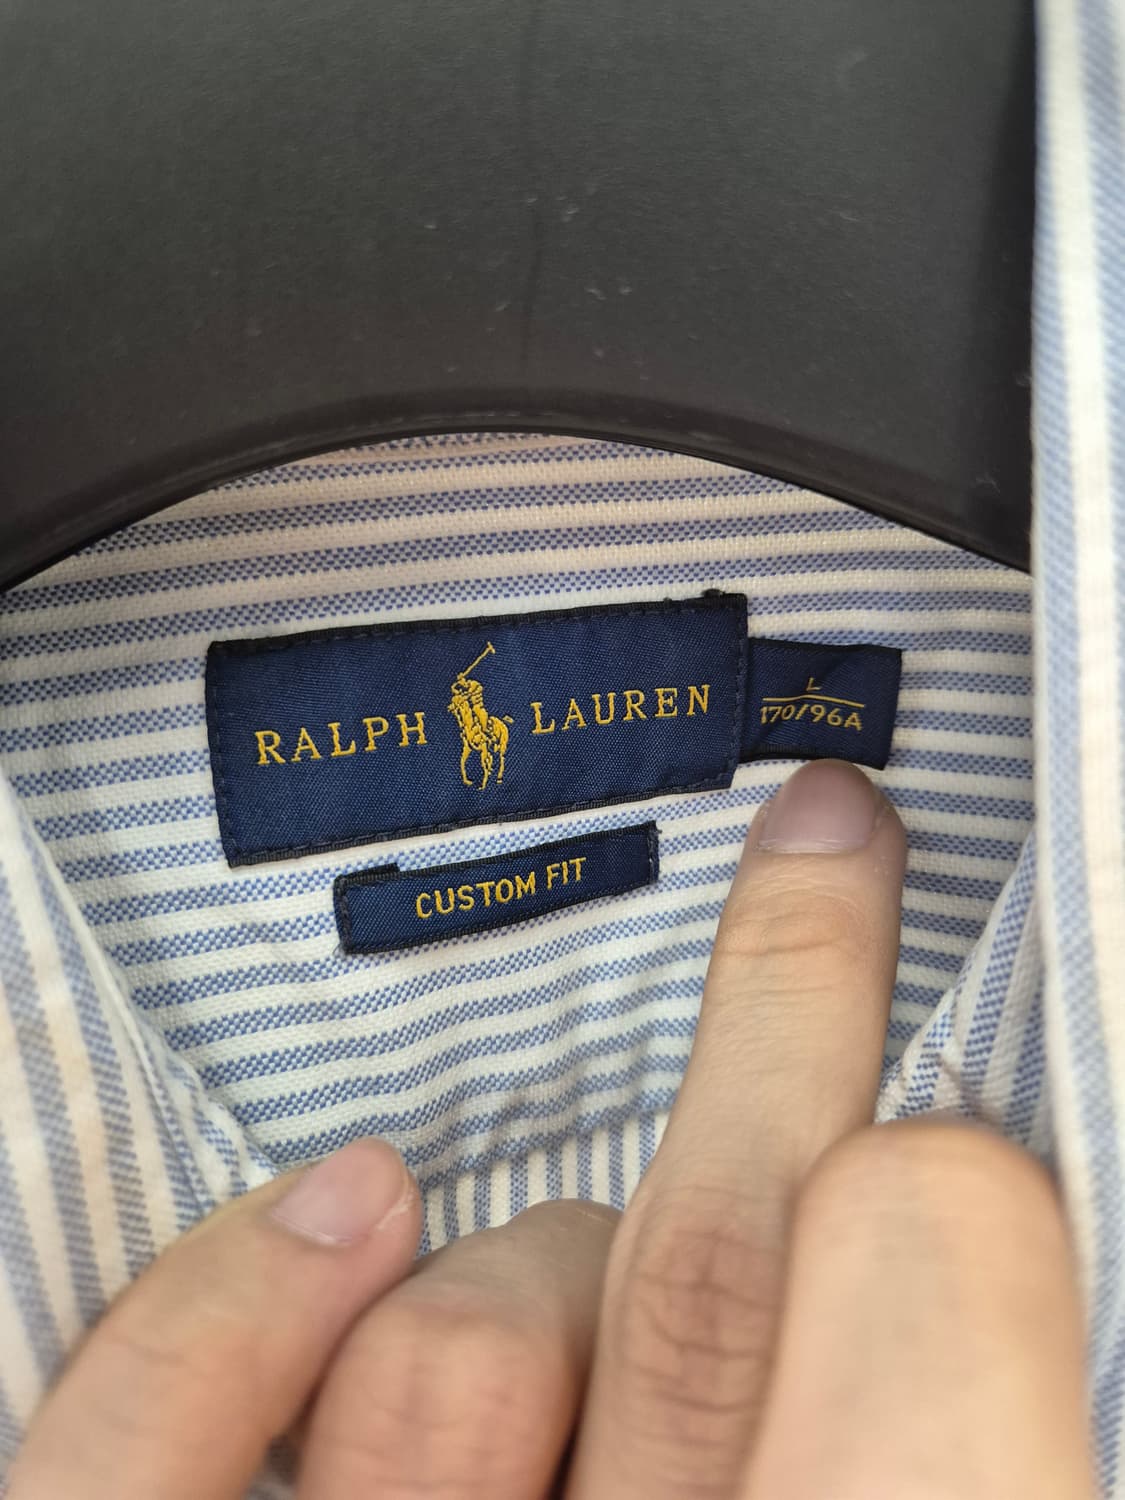 RALPH LAUREN
L
170/96A
CUSTOM FIT